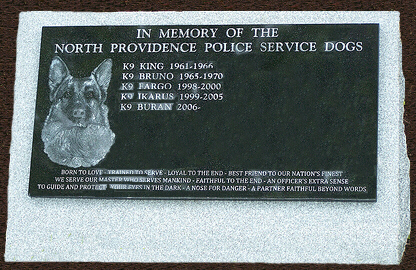 IN MEMORY OF THE
NORTH PROVIDENCE POLICE SERVICE DOGS
K9 KING 1961-1966
K9 BRUNO 1965-1970
K9 FARGO 1998-2000
K9 IKARUS 1999-2005
K9 BURAN 2006-
BORN TO LOVE - TRAINED TO SERVE - LOYAL TO THE END - BEST FRIEND TO OUR NATION'S FINEST
WE SERVE OUR MASTER WHO SERVES MANKIND - FAITHFUL TO THE END - AN OFFICER'S EXTRA SENSE
TO GUIDE AND PROTECT YOUR EYES IN THE DARK - A NOSE FOR DANGER - A PARTNER FAITHFUL BEYOND WORDS